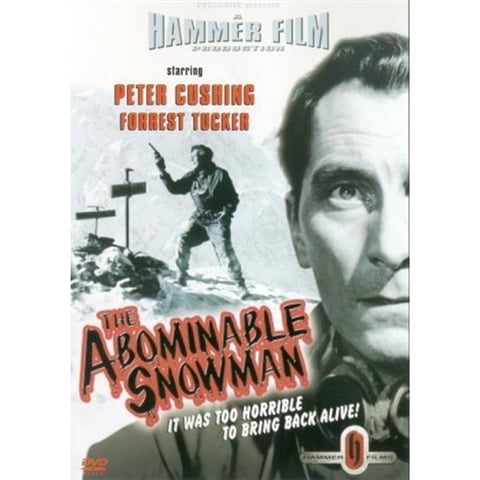 EXCLUSIVE presents
A
HAMMER FILM
PRODUCTION
starring
PETER CUSHING
FORREST TUCKER
THE
ABOMINABLE
SNOWMAN
IT WAS TOO HORRIBLE
TO BRING BACK ALIVE!
DVD
HAMMER FILMS